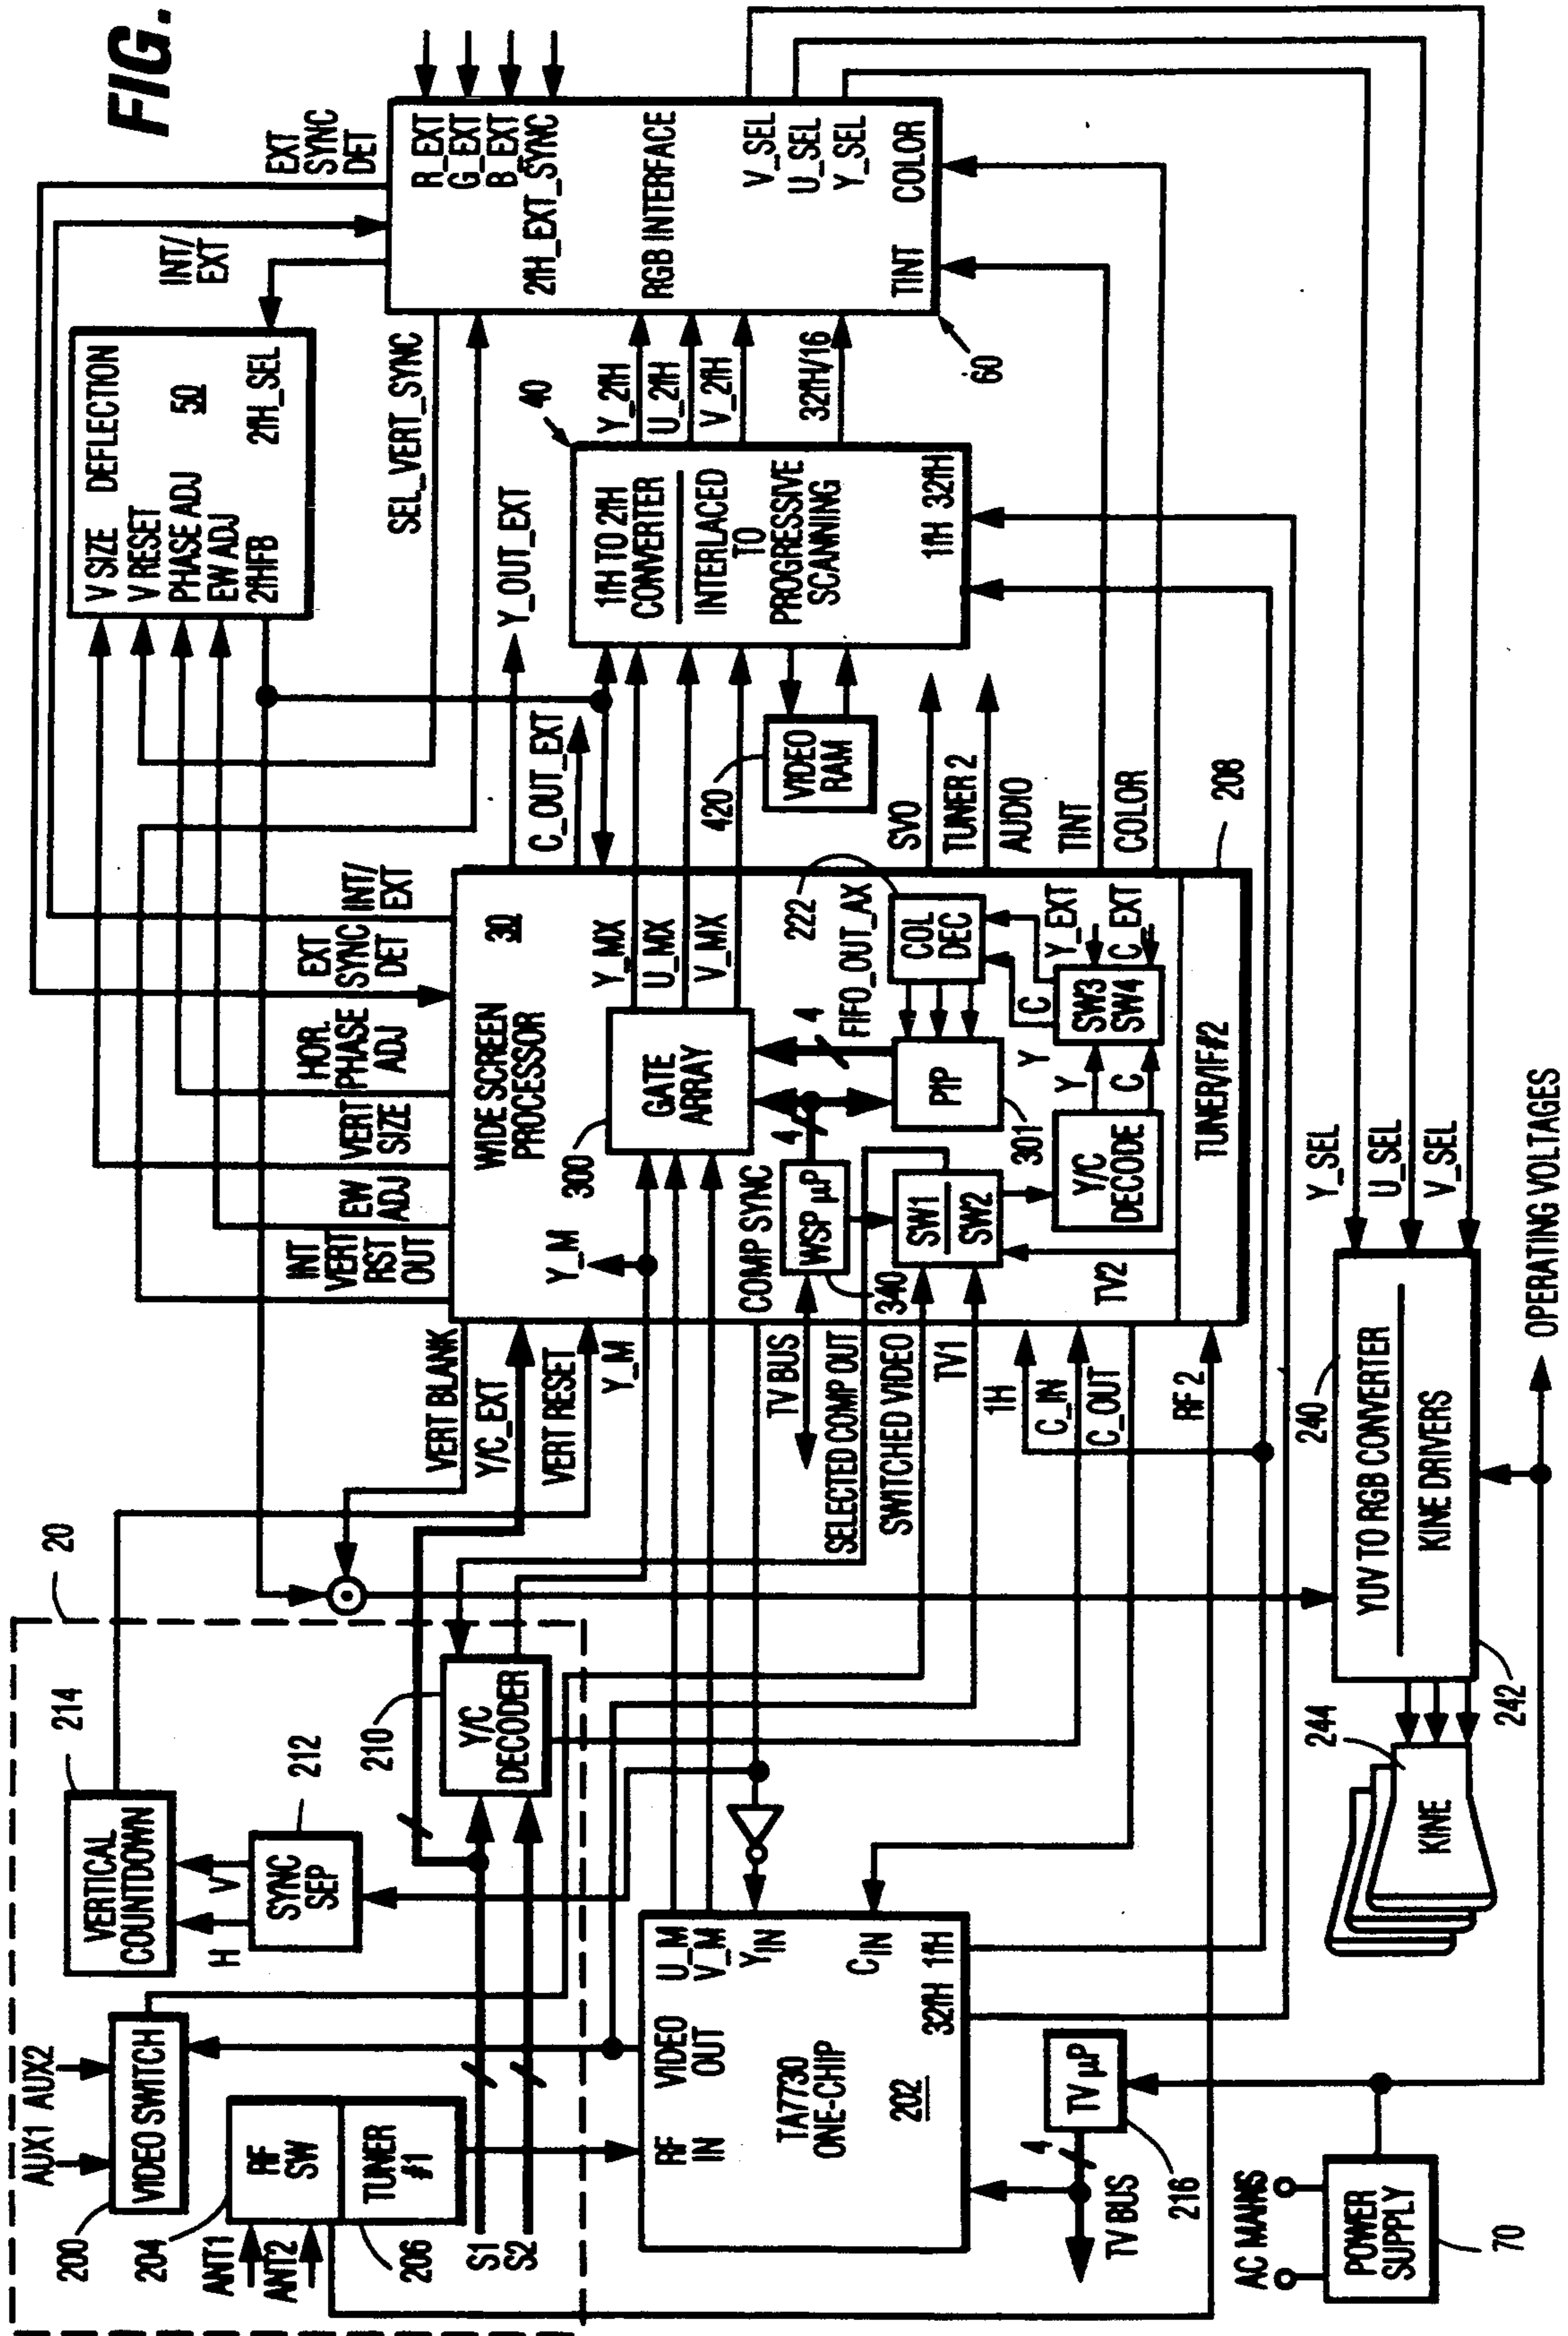 FIG.
20
AUX1
AUX2
VIDEO SWITCH
200
VERTICAL
COUNTDOWN
214
H
V
SYNC
SEP
212
RF
SW
TUNER
#1
204
206
ANT1
ANT2
S1
S2
Y/C
DECODER
210
RF
IN
VIDEO
OUT
U_M
V_M
YIN
CIN
TA7730
ONE-CHIP
202
32fH
1fH
TV µP
216
4
TV BUS
AC MAINS
POWER
SUPPLY
70
VERT BLANK
Y/C_EXT
VERT RESET
Y_M
TV BUS
SELECTED COMP OUT
SWITCHED VIDEO
TV1
1H
C_IN
C_OUT
RF 2
INT
VERT
RST
OUT
EW
ADJ
VERT
SIZE
HOR.
PHASE
ADJ
EXT
SYNC
DET
INT/
EXT
WIDE SCREEN
PROCESSOR
30
Y_M
300
GATE
ARRAY
Y_MX
U_MX
V_MX
COMP SYNC
WSP µP
340
4
4
FIFO_OUT_AX
222
COL
DEC
PIP
301
SW1
SW2
Y/C
DECODE
Y
C
Y
C
SW3
SW4
Y_EXT
C_EXT
TV2
TUNER/IF#2
208
V SIZE
DEFLECTION
V RESET
PHASE ADJ
50
EW ADJ
2fHFB
2fH_SEL
SEL_VERT_SYNC
Y_OUT_EXT
C_OUT_EXT
40
1fH TO 2fH
CONVERTER
INTERLACED
TO
PROGRESSIVE
SCANNING
1fH
32fH
VIDEO
RAM
420
SVO
TUNER 2
AUDIO
TINT
COLOR
Y_2fH
U_2fH
V_2fH
32fH/16
60
INT/
EXT
EXT
SYNC
DET
R_EXT
G_EXT
B_EXT
2fH_EXT_SYNC
RGB INTERFACE
V_SEL
U_SEL
Y_SEL
TINT
COLOR
Y_SEL
U_SEL
V_SEL
240
YUV TO RGB CONVERTER
KINE DRIVERS
242
244
KINE
OPERATING VOLTAGES